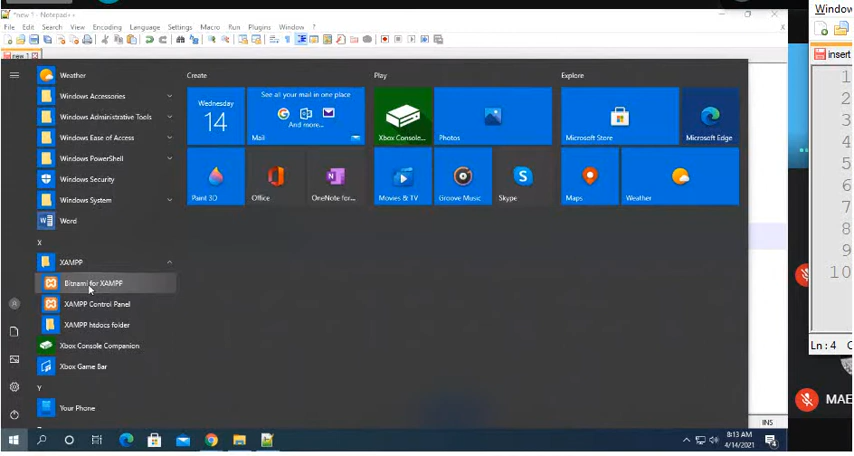 *new 1 - Notepad++
File Edit Search View Encoding Language Settings Macro Run Plugins Window ?
new 1
Weather
Windows Accessories
Windows Administrative Tools
Windows Ease of Access
Windows PowerShell
Windows Security
Windows System
Word
X
XAMPP
Bitnami for XAMPP
XAMPP Control Panel
XAMPP htdocs folder
Xbox Console Companion
Xbox Game Bar
Y
Your Phone
Create
Wednesday
14
See all your mail in one place
And more...
Mail
Paint 3D
Office
OneNote for...
Play
Xbox Console...
Photos
Movies & TV
Groove Music
Skype
Explore
Microsoft Store
Microsoft Edge
Maps
Weather
INS
8:13 AM
4/14/2021
4
Window
insert
1
2
3
4
5
6
7
8
9
10
Ln : 4
MAE